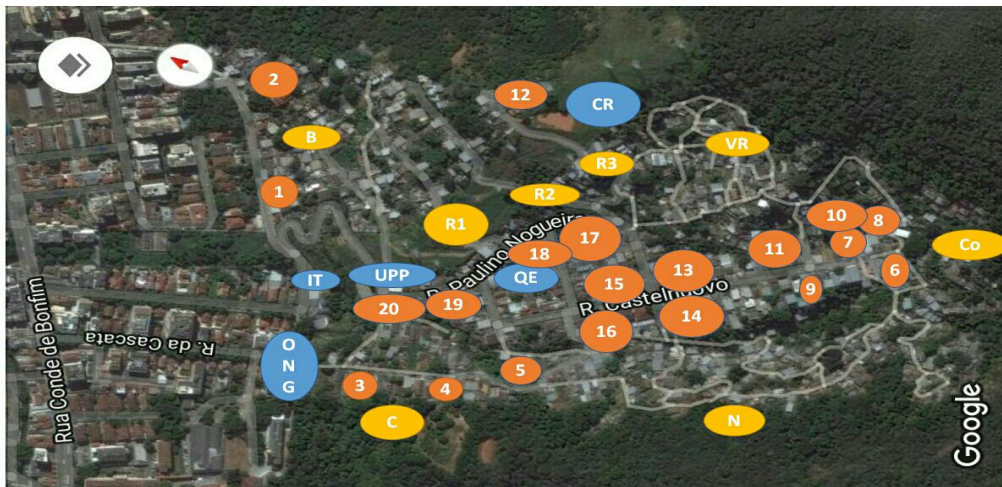 2
12
CR
B
VR
R3
1
R2
R1
R. Paulino Nogueira
17
18
10
8
7
11
Co
IT
UPP
QE
15
13
6
9
R. Castelnuovo
20
19
14
16
Rua Conde de Bonfim
R. da Cascata
O
N
G
3
4
5
C
N
Google